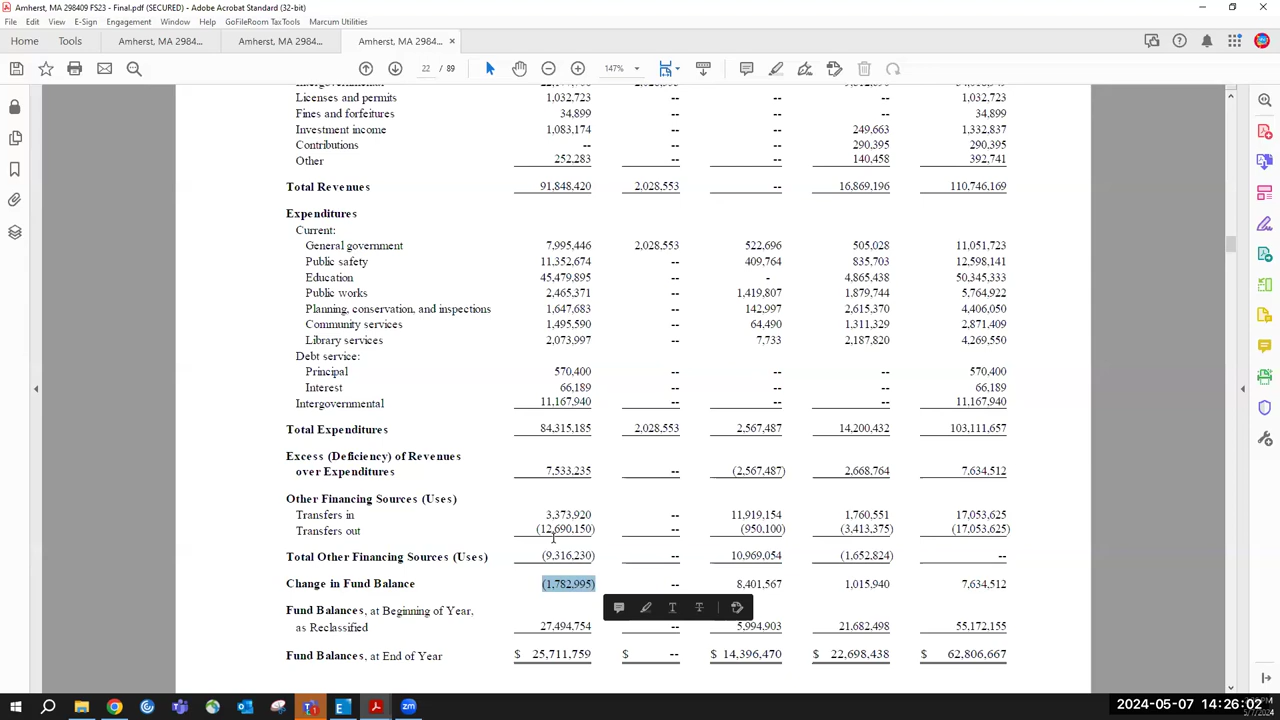 Amherst, MA 298409 FS23 - Final.pdf (SECURED) - Adobe Acrobat Standard (32-bit)
File Edit View E-Sign Engagement Window Help GoFileRoom TaxTools Marcum Utilities
Home Tools Amherst, MA 2984... Amherst, MA 2984... Amherst, MA 2984... ×
22 / 89 147%
Licenses and permits 1,032,723 -- -- -- 1,032,723
Fines and forfeitures 34,899 -- -- -- 34,899
Investment income 1,083,174 -- -- 249,663 1,332,837
Contributions -- -- -- 290,395 290,395
Other 252,283 -- -- 140,458 392,741
Total Revenues 91,848,420 2,028,553 -- 16,869,196 110,746,169
Expenditures
Current:
General government 7,995,446 2,028,553 522,696 505,028 11,051,723
Public safety 11,352,674 -- 409,764 835,703 12,598,141
Education 45,479,895 -- - 4,865,438 50,345,333
Public works 2,465,371 -- 1,419,807 1,879,744 5,764,922
Planning, conservation, and inspections 1,647,683 -- 142,997 2,615,370 4,406,050
Community services 1,495,590 -- 64,490 1,311,329 2,871,409
Library services 2,073,997 -- 7,733 2,187,820 4,269,550
Debt service:
Principal 570,400 -- -- -- 570,400
Interest 66,189 -- -- -- 66,189
Intergovernmental 11,167,940 -- -- -- 11,167,940
Total Expenditures 84,315,185 2,028,553 2,567,487 14,200,432 103,111,657
Excess (Deficiency) of Revenues
over Expenditures 7,533,235 -- (2,567,487) 2,668,764 7,634,512
Other Financing Sources (Uses)
Transfers in 3,373,920 -- 11,919,154 1,760,551 17,053,625
Transfers out (12,690,150) -- (950,100) (3,413,375) (17,053,625)
Total Other Financing Sources (Uses) (9,316,230) -- 10,969,054 (1,652,824) --
Change in Fund Balance (1,782,995) -- 8,401,567 1,015,940 7,634,512
Fund Balances, at Beginning of Year,
as Reclassified 27,494,754 -- 5,994,903 21,682,498 55,172,155
Fund Balances, at End of Year $ 25,711,759 $ -- $ 14,396,470 $ 22,698,438 $ 62,806,667
2024-05-07 14:26:02